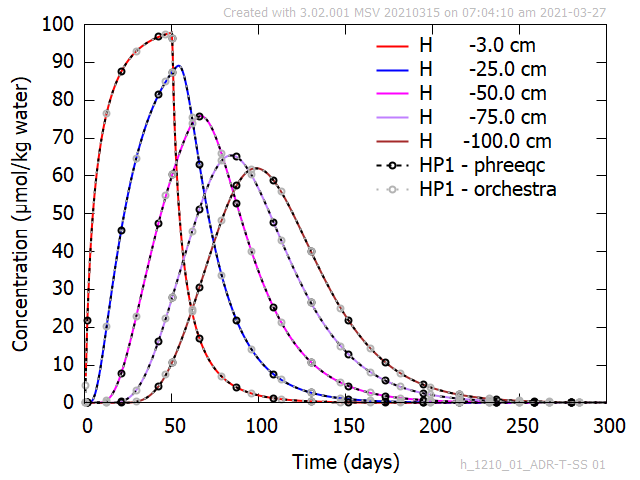 Created with 3.02.001 MSV 20210315 on 07:04:10 am 2021-03-27
100
90
80
70
60
50
40
30
20
10
0
Concentration (µmol/kg water)
H -3.0 cm
H -25.0 cm
H -50.0 cm
H -75.0 cm
H -100.0 cm
HP1 - phreeqc
HP1 - orchestra
0 50 100 150 200 250 300
Time (days)
h_1210_01_ADR-T-SS 01